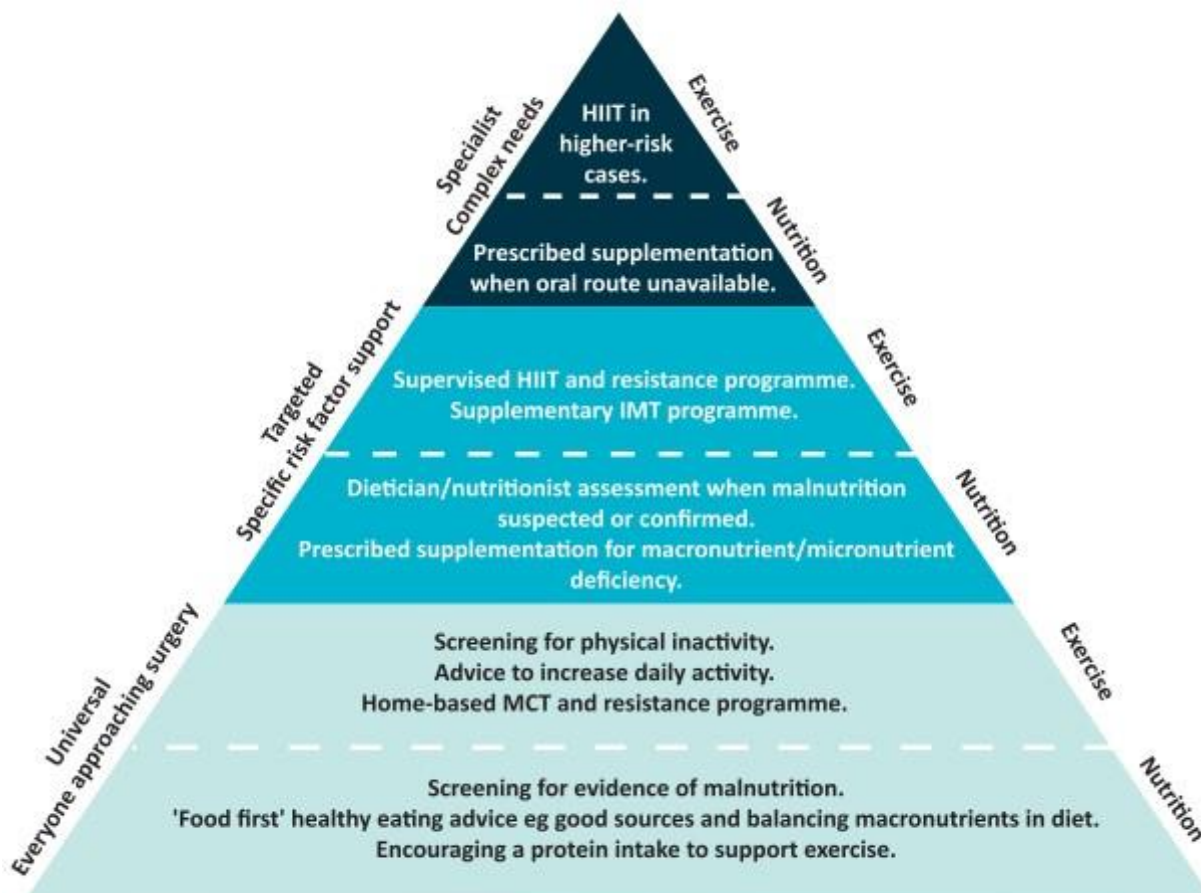 Specialist
Complex needs
Exercise
HIIT in
higher-risk
cases.
Nutrition
Prescribed supplementation
when oral route unavailable.
Targeted
Specific risk factor support
Exercise
Supervised HIIT and resistance programme.
Supplementary IMT programme.
Nutrition
Dietician/nutritionist assessment when malnutrition
suspected or confirmed.
Prescribed supplementation for macronutrient/micronutrient
deficiency.
Universal
Everyone approaching surgery
Exercise
Screening for physical inactivity.
Advice to increase daily activity.
Home-based MCT and resistance programme.
Nutrition
Screening for evidence of malnutrition.
'Food first' healthy eating advice eg good sources and balancing macronutrients in diet.
Encouraging a protein intake to support exercise.